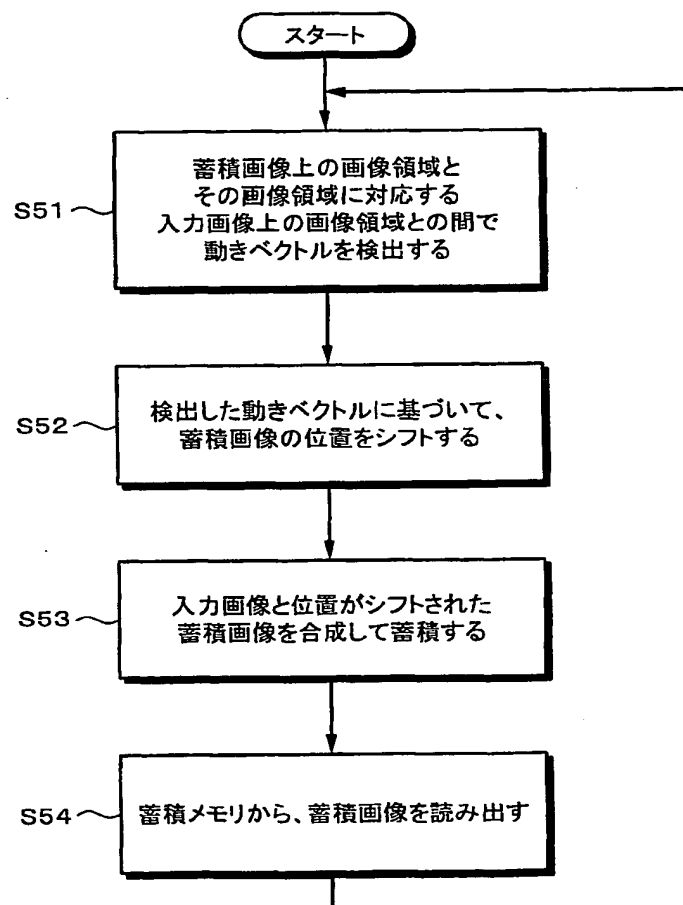 スタート
S51
蓄積画像上の画像領域と
その画像領域に対応する
入力画像上の画像領域との間で
動きベクトルを検出する
S52
検出した動きベクトルに基づいて、
蓄積画像の位置をシフトする
S53
入力画像と位置がシフトされた
蓄積画像を合成して蓄積する
S54
蓄積メモリから、蓄積画像を読み出す